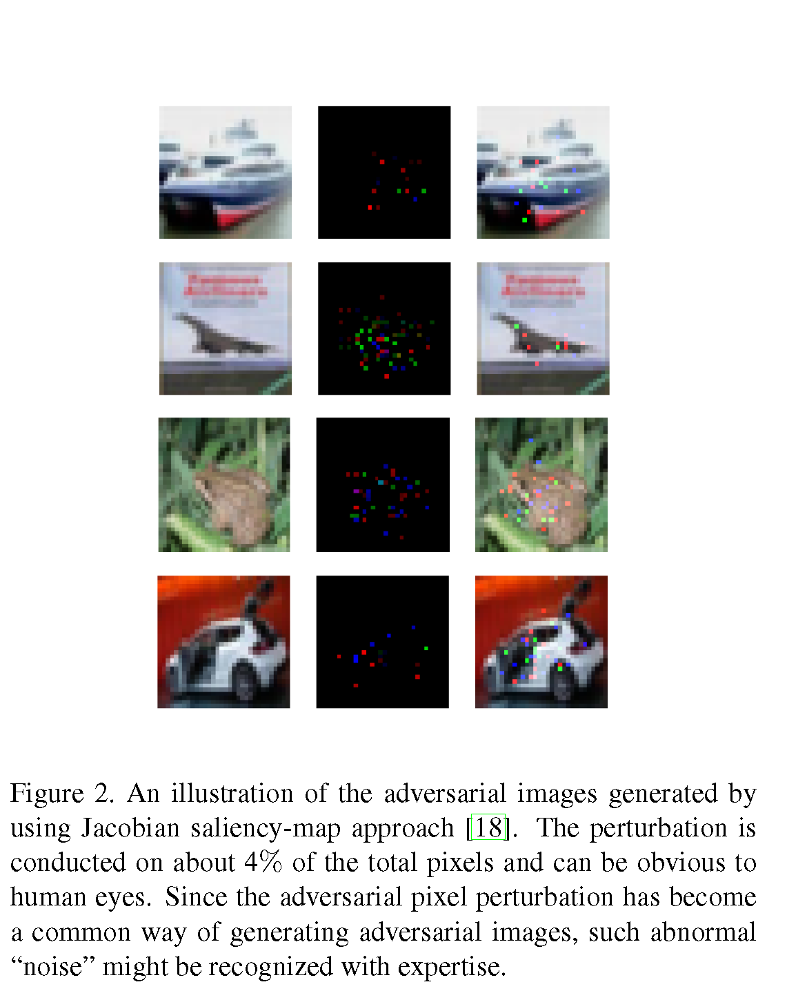 Figure 2. An illustration of the adversarial images generated by
using Jacobian saliency-map approach [18]. The perturbation is
conducted on about 4% of the total pixels and can be obvious to
human eyes. Since the adversarial pixel perturbation has become
a common way of generating adversarial images, such abnormal
“noise” might be recognized with expertise.